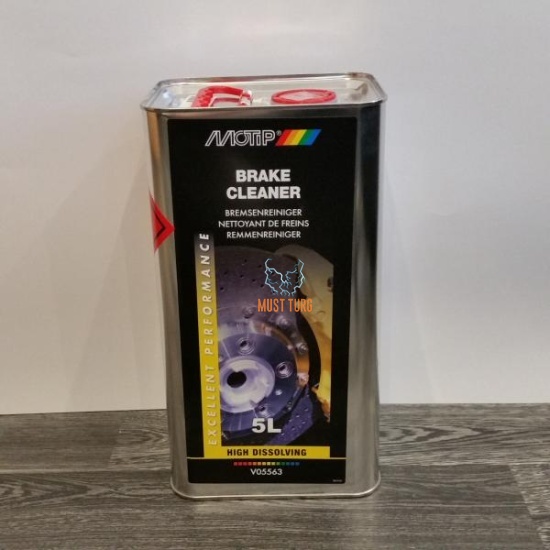 MOTIP®
BRAKE
CLEANER
BREMSENREINIGER
NETTOYANT DE FREINS
REMMENREINIGER
EXCELLENT PERFORMANCE
MUST TURG
5L
HIGH DISSOLVING
V05563